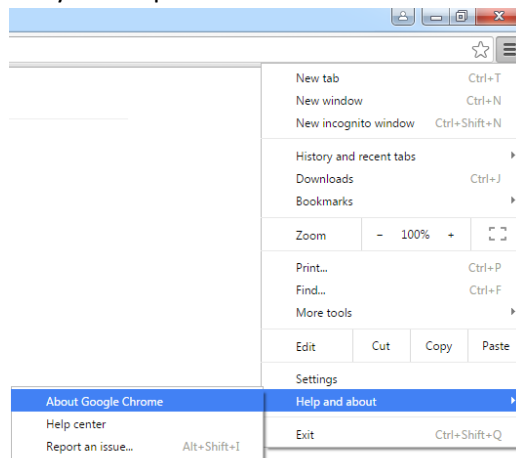 New tab Ctrl+T
New window Ctrl+N
New incognito window Ctrl+Shift+N
History and recent tabs
Downloads Ctrl+J
Bookmarks
Zoom - 100% +
Print... Ctrl+P
Find... Ctrl+F
More tools
Edit Cut Copy Paste
Settings
About Google Chrome Help and about
Help center
Exit Ctrl+Shift+Q
Report an issue... Alt+Shift+I